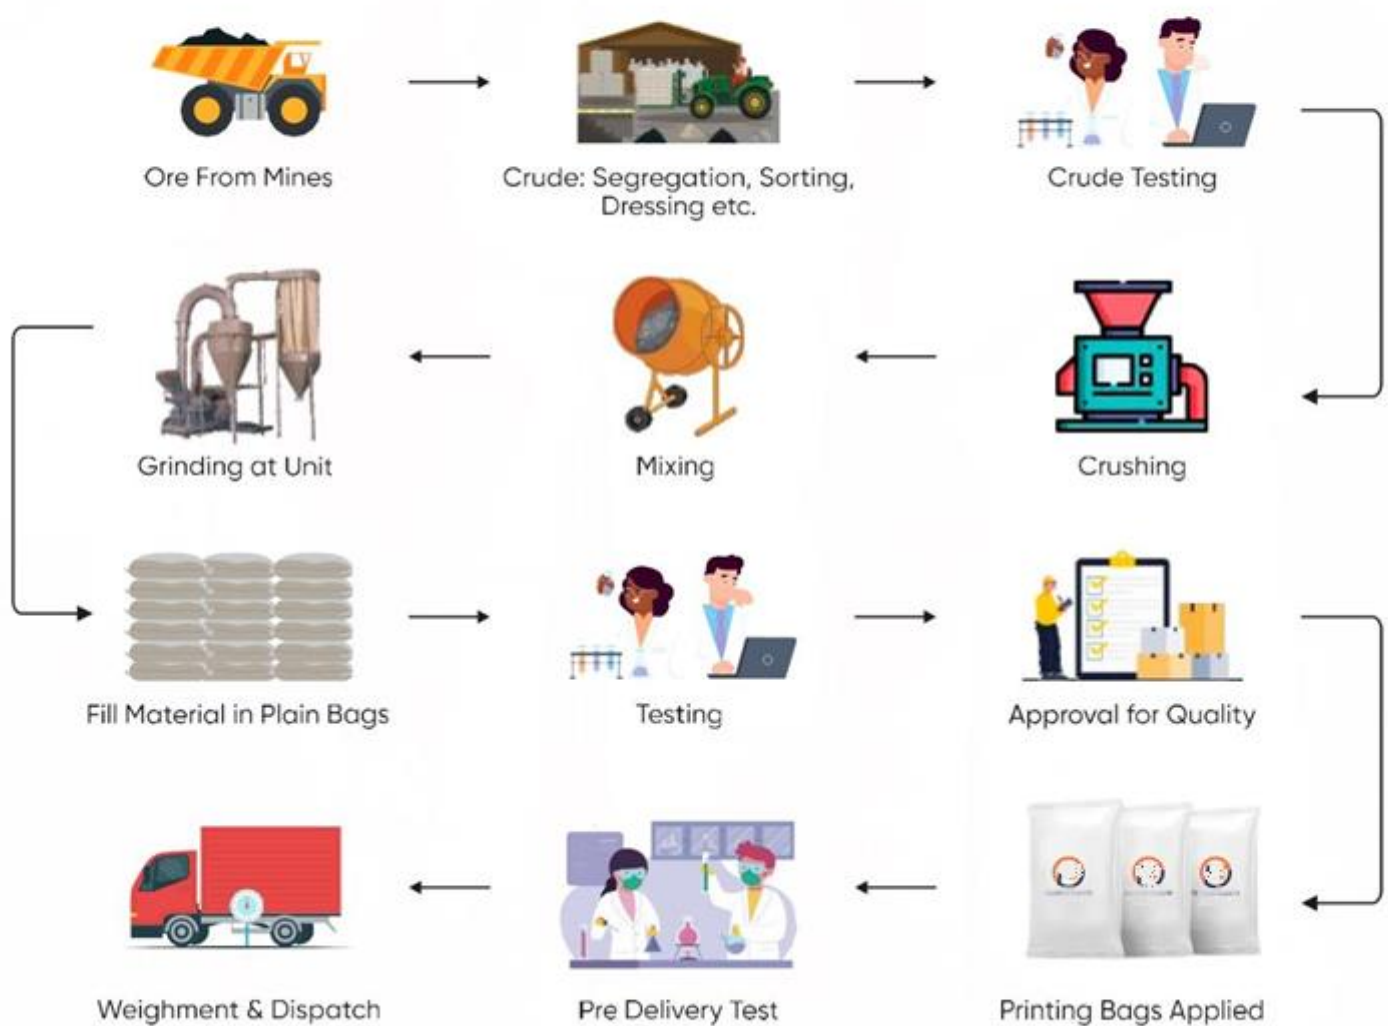 Ore From Mines
Crude: Segregation, Sorting,
Dressing etc.
Crude Testing
Grinding at Unit
Mixing
Crushing
Fill Material in Plain Bags
Testing
Approval for Quality
Weighment & Dispatch
Pre Delivery Test
Printing Bags Applied